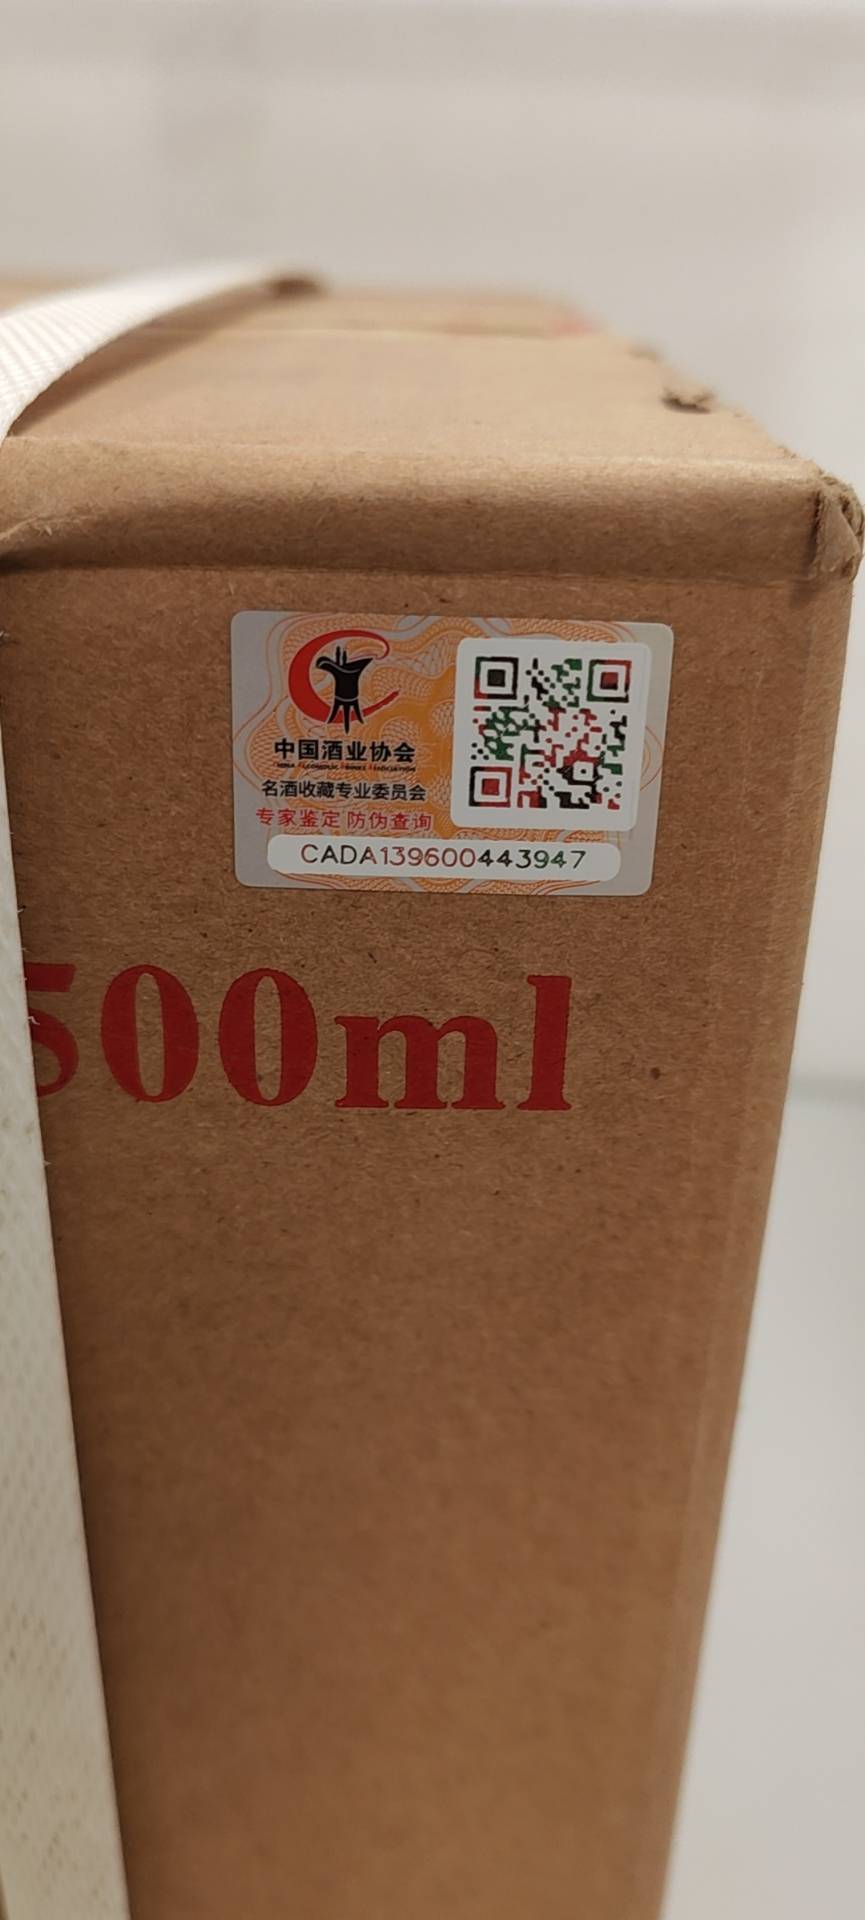 中国酒业协会
名酒收藏专业委员会
专家鉴定 防伪查询
CADA139600443947
500ml